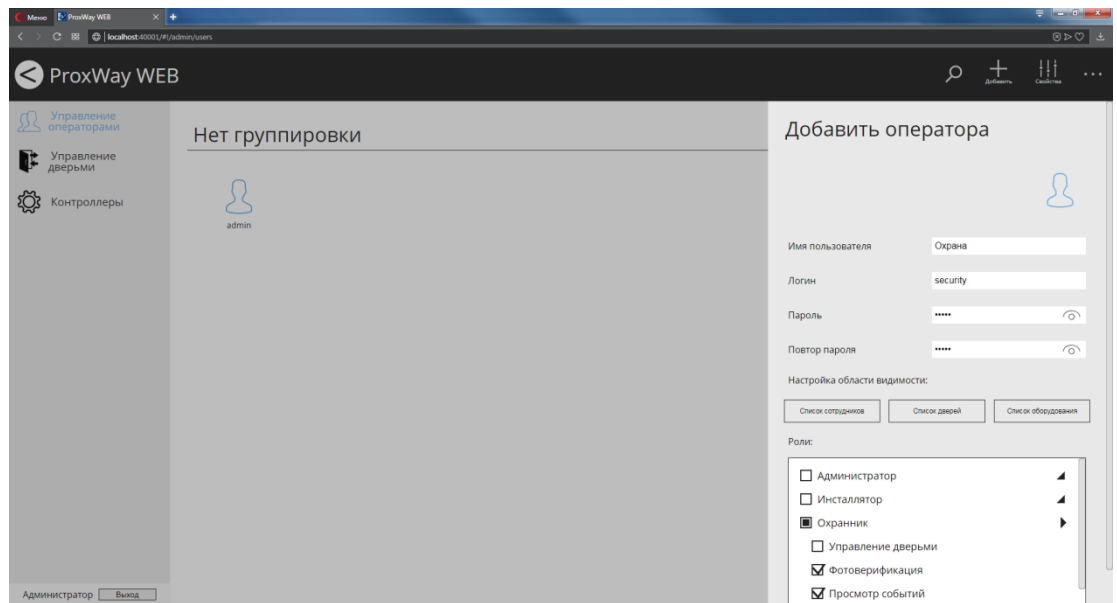 Меню ProxWay WEB
localhost:40001/#!/admin/users
ProxWay WEB
Добавить
Свойства
Управление
операторами
Управление
дверьми
Контроллеры
Нет группировки
admin
Администратор Выход
Добавить оператора
Имя пользователя Охрана
Логин security
Пароль •••••
Повтор пароля •••••
Настройка области видимости:
Список сотрудников Список дверей Список оборудования
Роли:
Администратор
Инсталлятор
Охранник
Управление дверьми
Фотоверификация
Просмотр событий